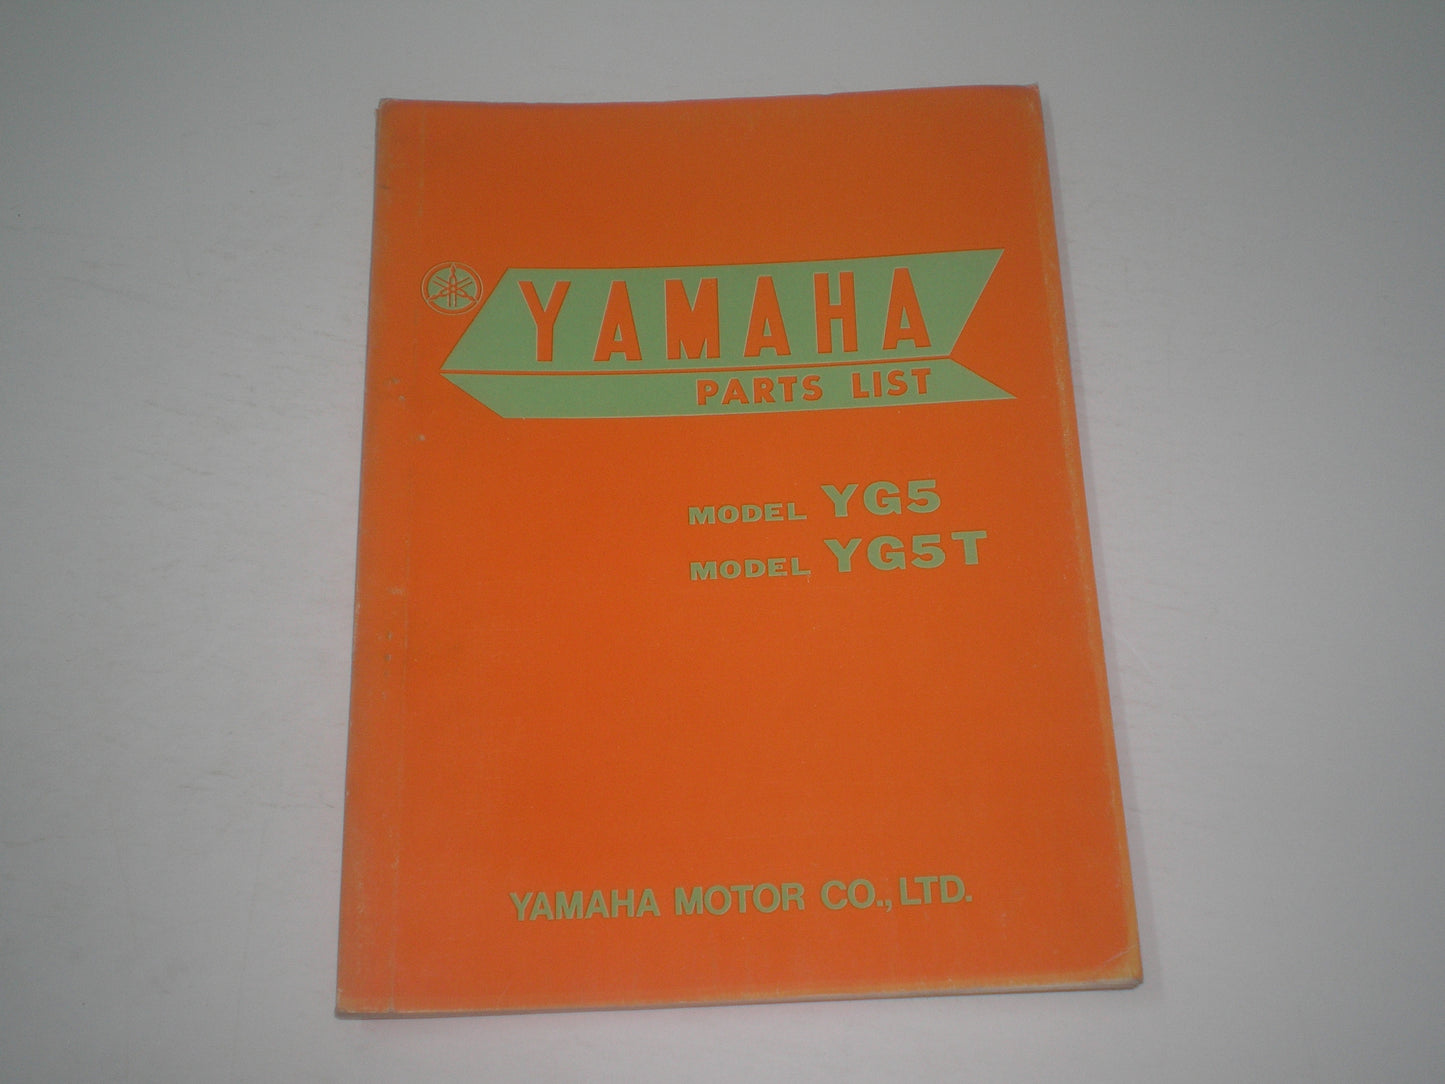 YAMAHA
PARTS LIST
MODEL YG5
MODEL YG5T
YAMAHA MOTOR CO., LTD.